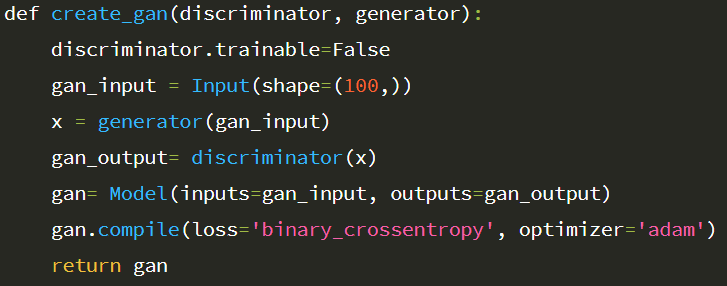 def create_gan(discriminator, generator):
    discriminator.trainable=False
    gan_input = Input(shape=(100,))
    x = generator(gan_input)
    gan_output= discriminator(x)
    gan= Model(inputs=gan_input, outputs=gan_output)
    gan.compile(loss='binary_crossentropy', optimizer='adam')
    return gan